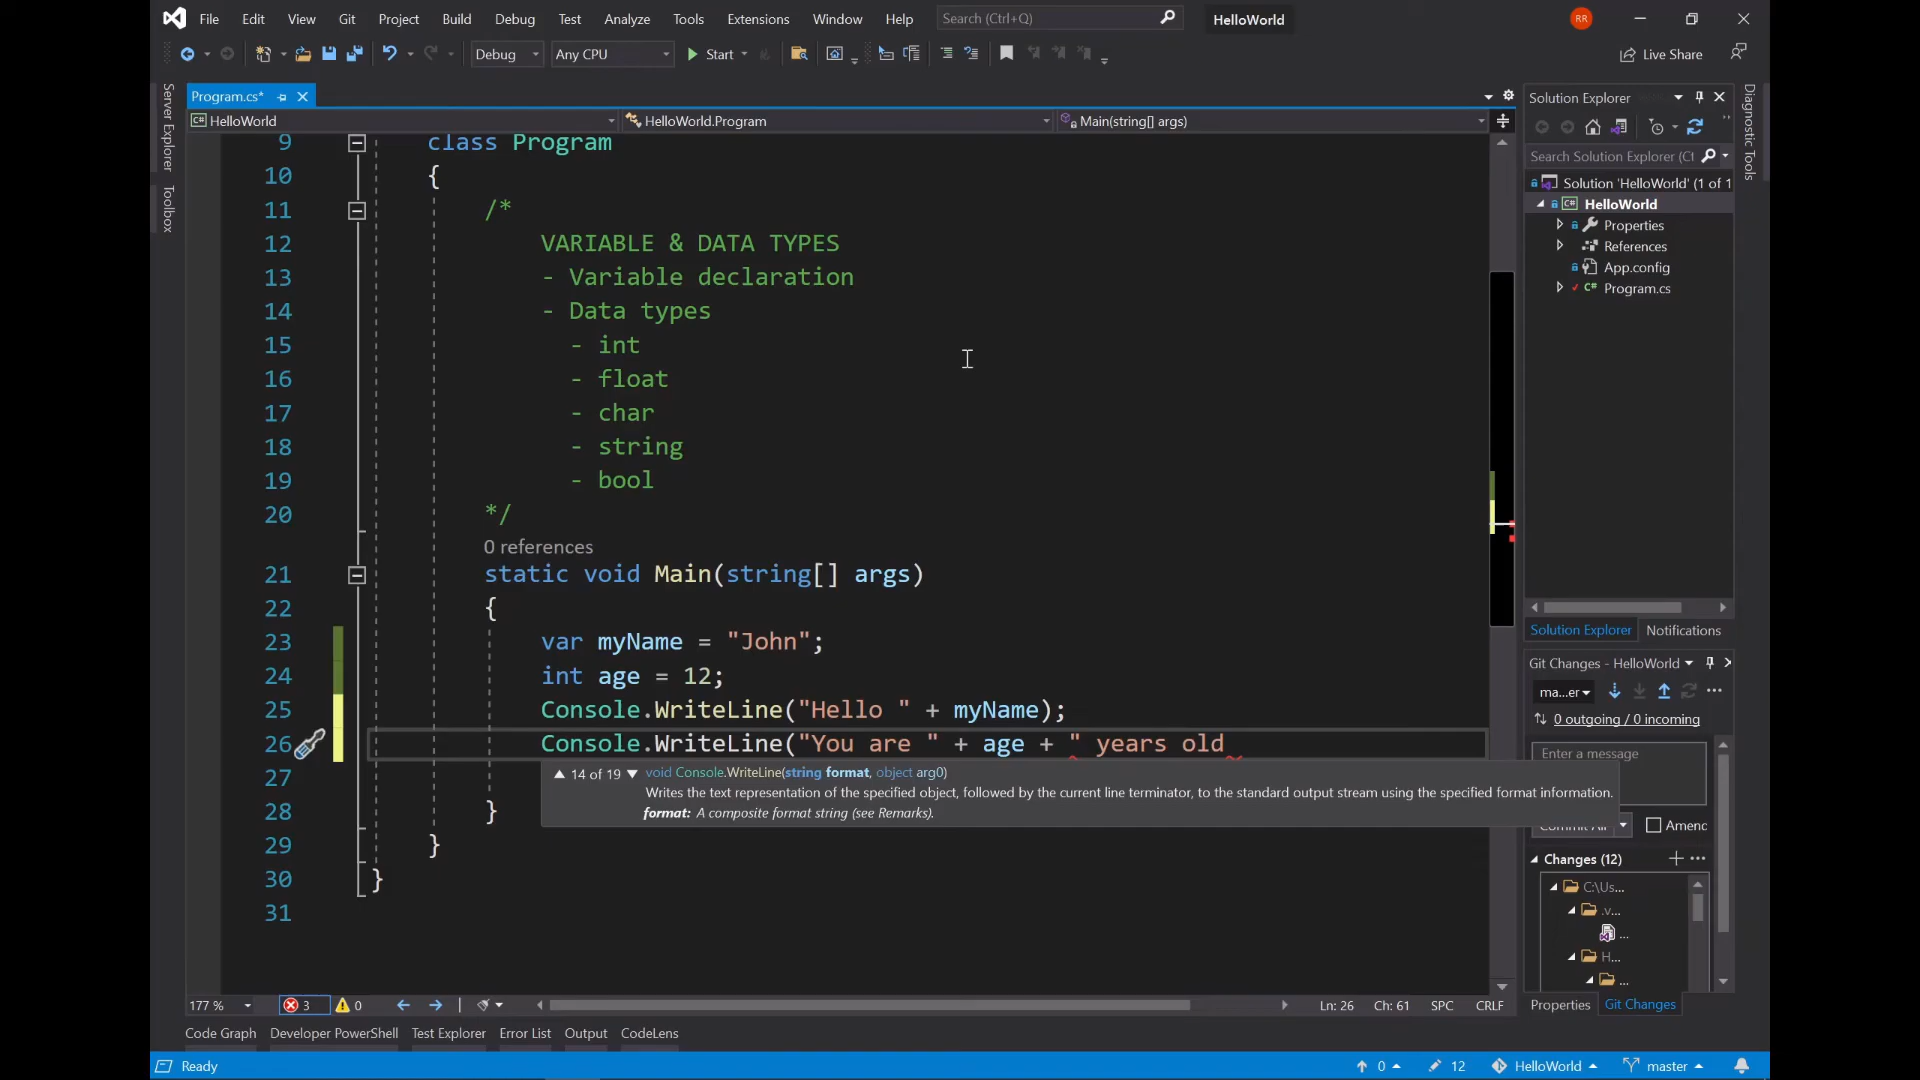 File Edit View Git Project Build Debug Test Analyze Tools Extensions Window Help Search (Ctrl+Q) HelloWorld RR
Debug Any CPU Start Live Share
Server Explorer
Toolbox
Program.cs*
HelloWorld HelloWorld.Program Main(string[] args)
9 class Program
10 {
11 /*
12 VARIABLE & DATA TYPES
13 - Variable declaration
14 - Data types
15 - int
16 - float
17 - char
18 - string
19 - bool
20 */
0 references
21 static void Main(string[] args)
22 {
23 var myName = "John";
24 int age = 12;
25 Console.WriteLine("Hello " + myName);
26 Console.WriteLine("You are " + age + " years old
27
14 of 19 void Console.WriteLine(string format, object arg0)
Writes the text representation of the specified object, followed by the current line terminator, to the standard output stream using the specified format information.
format: A composite format string (see Remarks).
28 }
29 }
30 }
31
177 % 3 0 Ln: 26 Ch: 61 SPC CRLF
Code Graph Developer PowerShell Test Explorer Error List Output CodeLens
Solution Explorer
Search Solution Explorer (Ct
Solution 'HelloWorld' (1 of 1
C# HelloWorld
Properties
References
App.config
C# Program.cs
Solution Explorer Notifications
Git Changes - HelloWorld
ma...er
0 outgoing / 0 incoming
Enter a message
Amenc
Changes (12)
C:\Us...
.v...
...
H...
...
Properties Git Changes
Diagnostic Tools
Ready 0 12 HelloWorld master